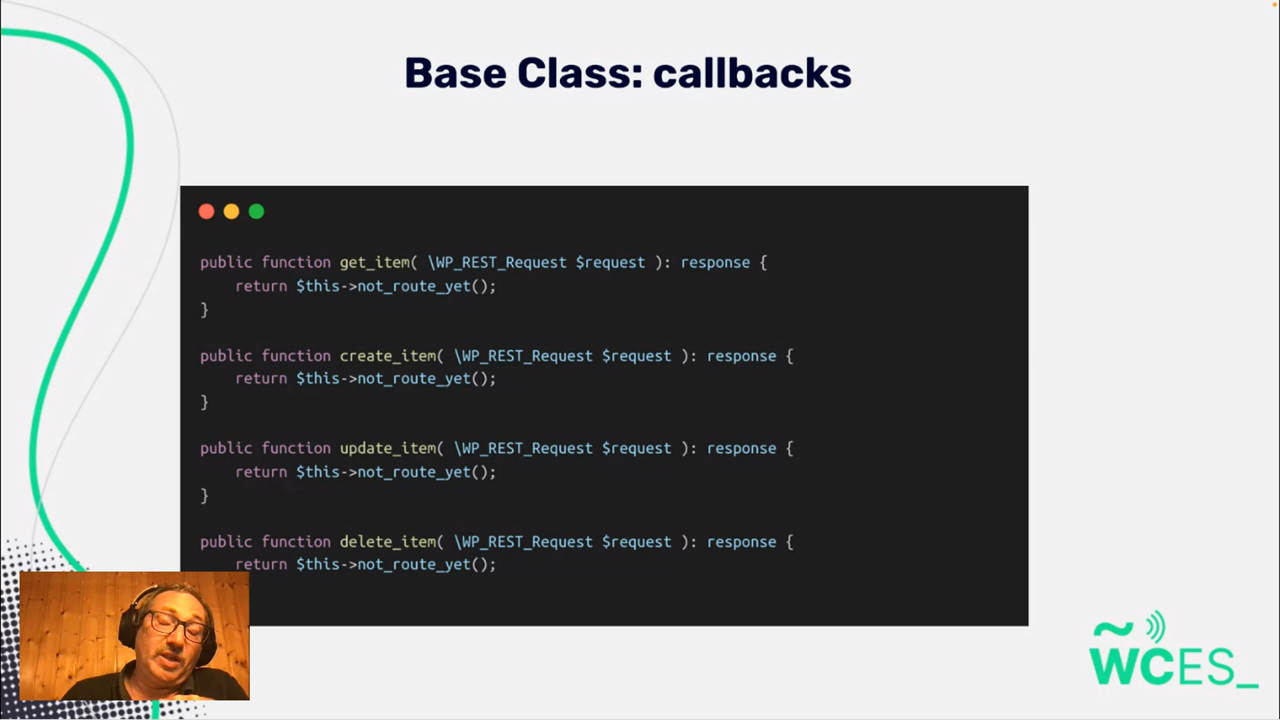 Base Class: callbacks
public function get_item( \WP_REST_Request $request ): response {
return $this->not_route_yet();
}
public function create_item( \WP_REST_Request $request ): response {
return $this->not_route_yet();
}
public function update_item( \WP_REST_Request $request ): response {
return $this->not_route_yet();
}
public function delete_item( \WP_REST_Request $request ): response {
return $this->not_route_yet();
~
WCES_